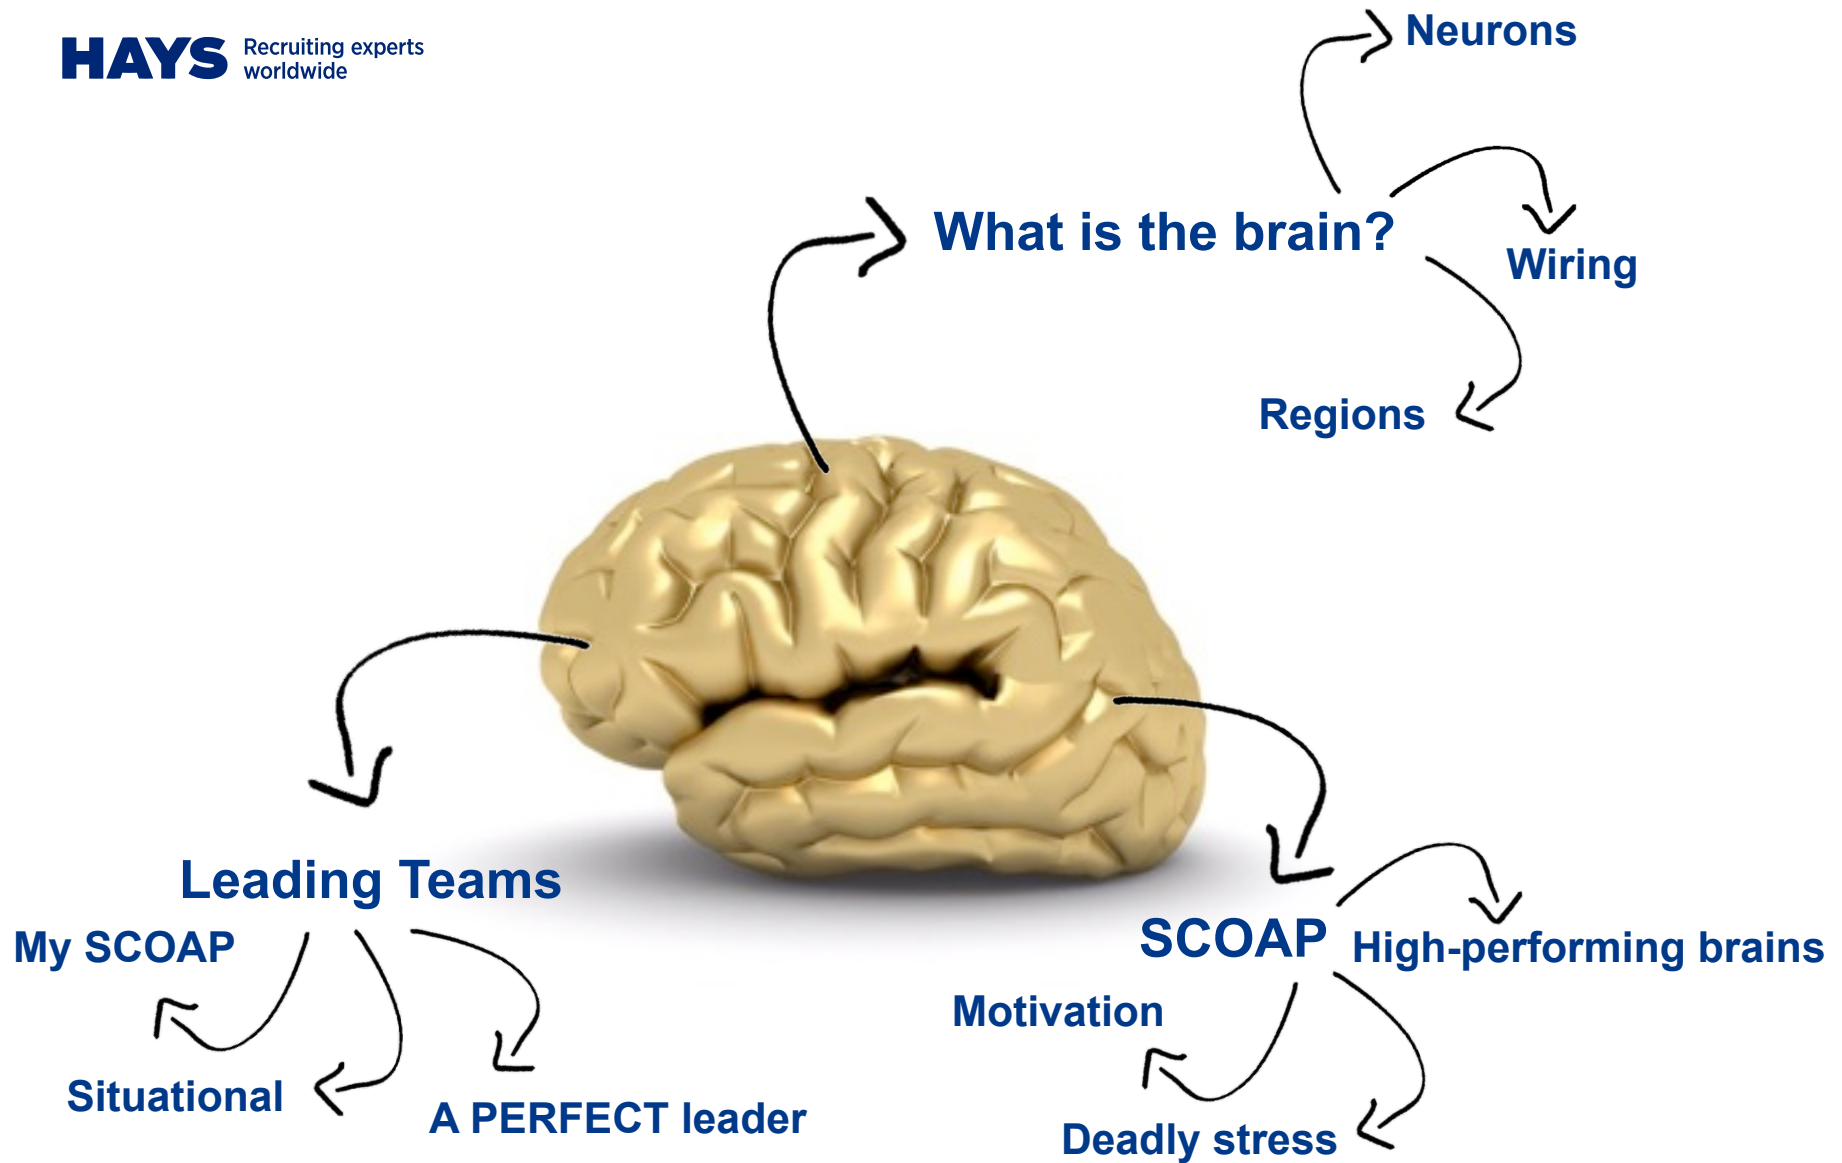 HAYS
Recruiting experts
worldwide
Neurons
What is the brain?
Wiring
Regions
Leading Teams
My SCOAP
Situational
A PERFECT leader
SCOAP
High-performing brains
Motivation
Deadly stress